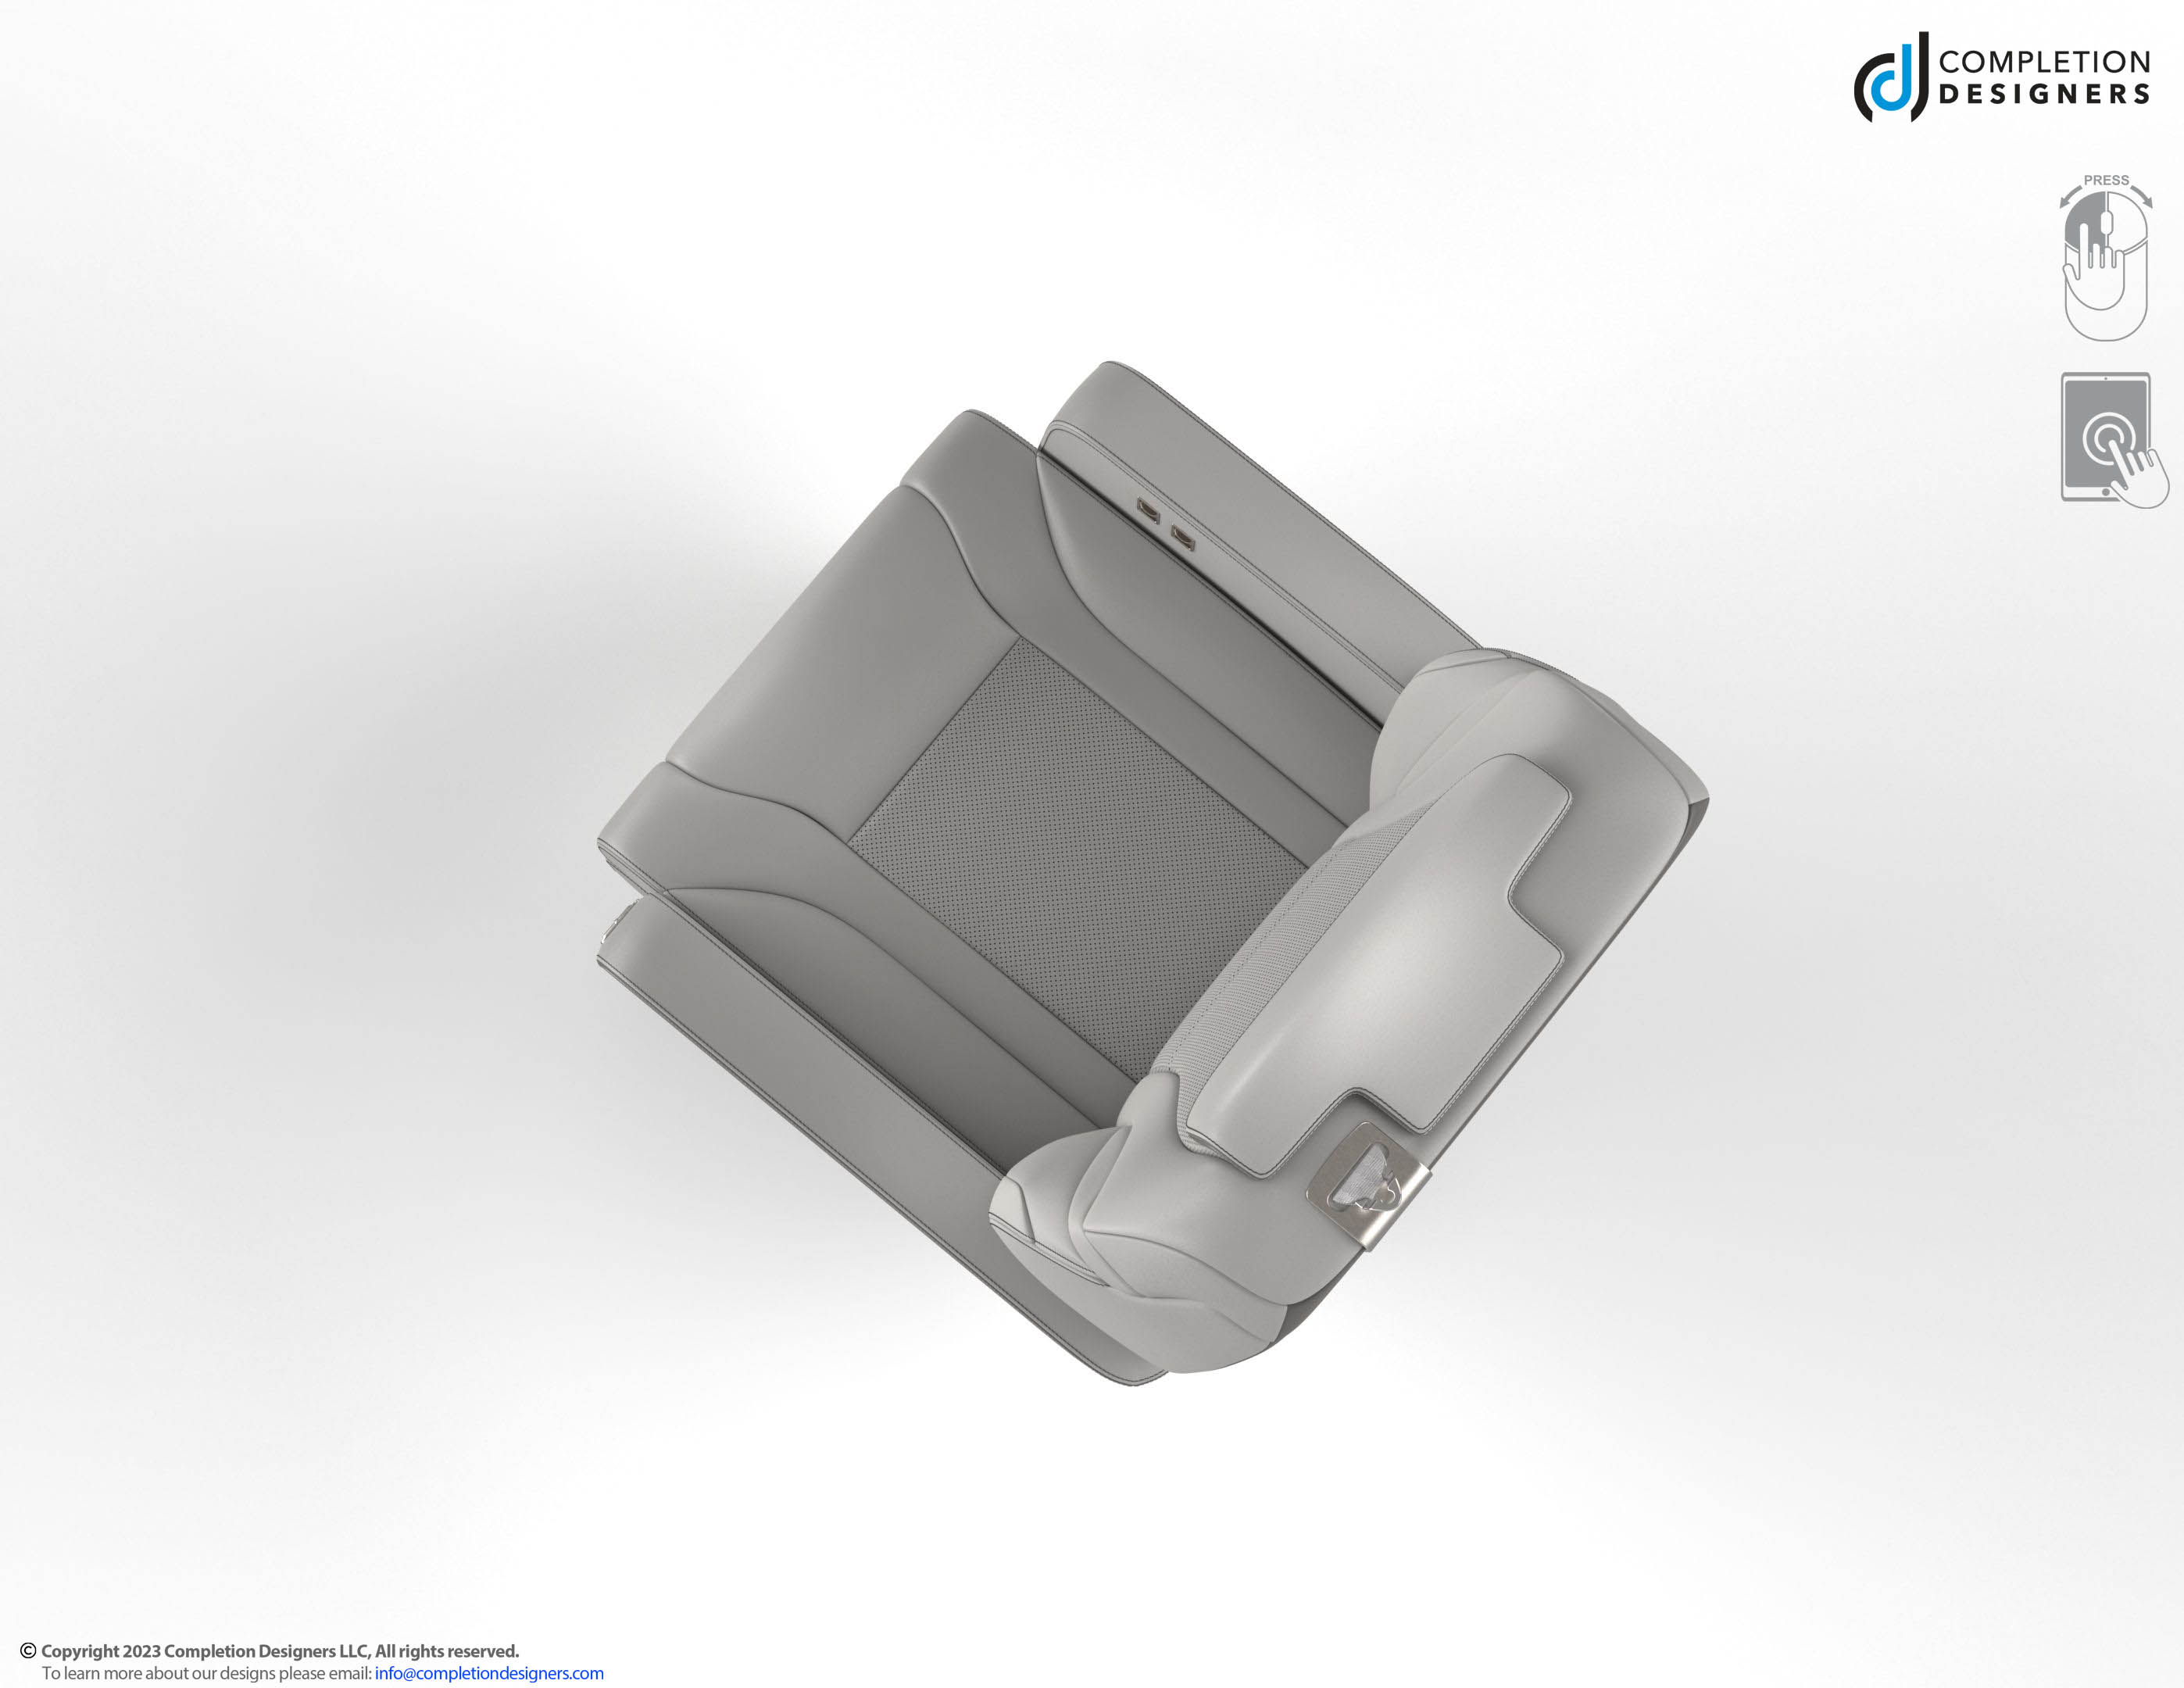 COMPLETION
DESIGNERS
PRESS
© Copyright 2023 Completion Designers LLC, All rights reserved.
To learn more about our designs please email: info@completiondesigners.com